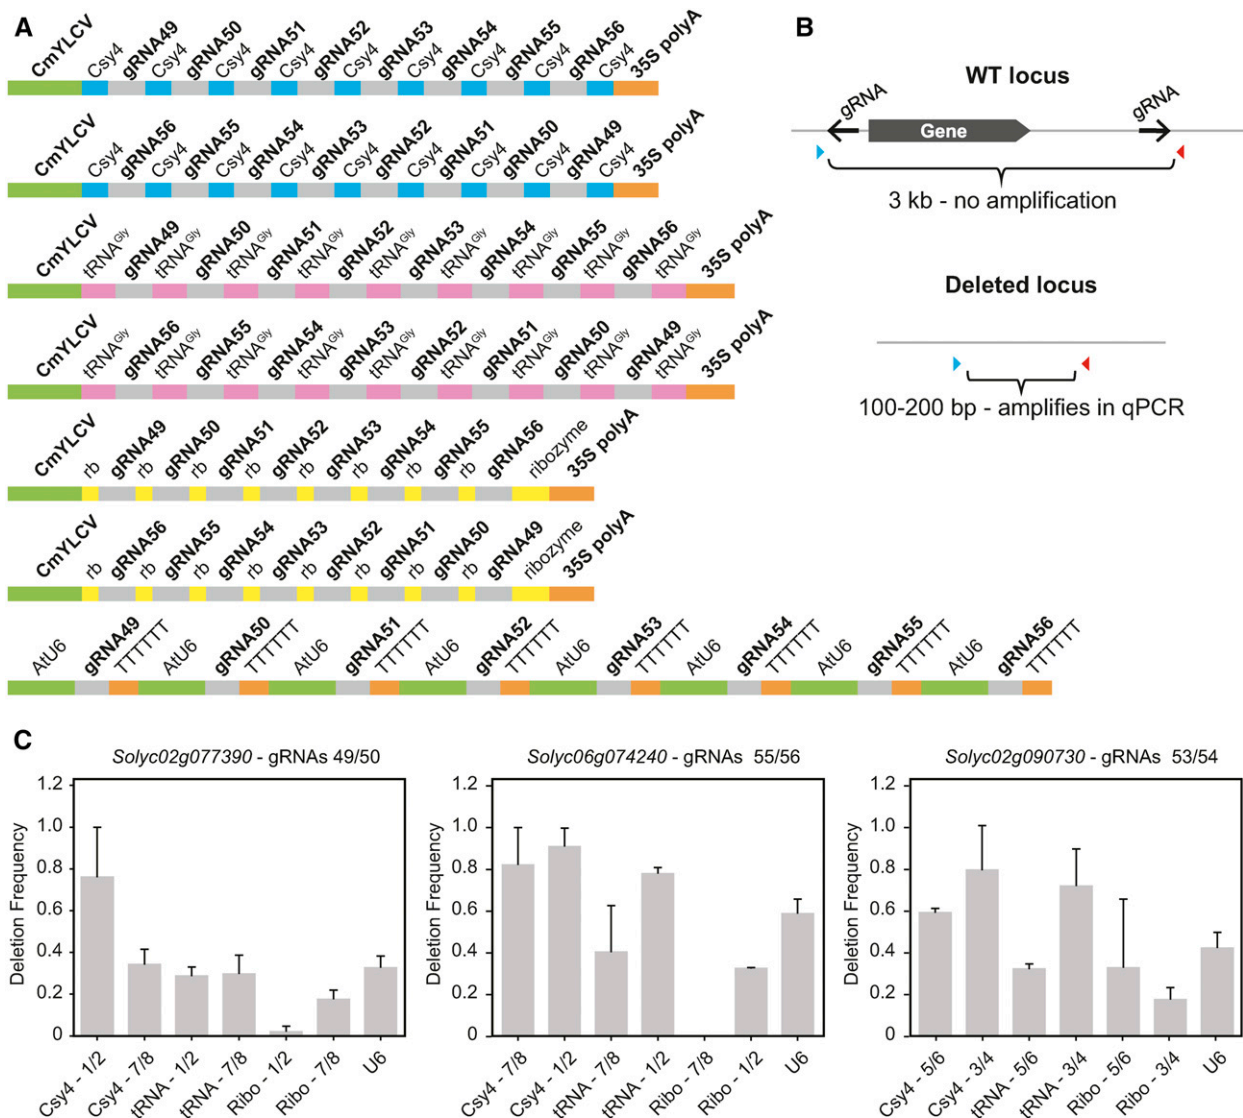 A
CmYLCV Csy4 gRNA49 Csy4 gRNA50 Csy4 gRNA51 Csy4 gRNA52 Csy4 gRNA53 Csy4 gRNA54 Csy4 gRNA55 Csy4 gRNA56 Csy4 35S polyA
CmYLCV Csy4 gRNA56 Csy4 gRNA55 Csy4 gRNA54 Csy4 gRNA53 Csy4 gRNA52 Csy4 gRNA51 Csy4 gRNA50 Csy4 gRNA49 Csy4 35S polyA
CmYLCV tRNAGly gRNA49 tRNAGly gRNA50 tRNAGly gRNA51 tRNAGly gRNA52 tRNAGly gRNA53 tRNAGly gRNA54 tRNAGly gRNA55 tRNAGly gRNA56 tRNAGly 35S polyA
CmYLCV tRNAGly gRNA56 tRNAGly gRNA55 tRNAGly gRNA54 tRNAGly gRNA53 tRNAGly gRNA52 tRNAGly gRNA51 tRNAGly gRNA50 tRNAGly gRNA49 tRNAGly 35S polyA
CmYLCV rb gRNA49 rb gRNA50 rb gRNA51 rb gRNA52 rb gRNA53 rb gRNA54 rb gRNA55 rb gRNA56 ribozyme 35S polyA
CmYLCV rb gRNA56 rb gRNA55 rb gRNA54 rb gRNA53 rb gRNA52 rb gRNA51 rb gRNA50 rb gRNA49 ribozyme 35S polyA
AtU6 gRNA49 TTTTTT AtU6 gRNA50 TTTTTT AtU6 gRNA51 TTTTTT AtU6 gRNA52 TTTTTT AtU6 gRNA53 TTTTTT AtU6 gRNA54 TTTTTT AtU6 gRNA55 TTTTTT AtU6 gRNA56 TTTTTT
B
WT locus
gRNA Gene gRNA
3 kb - no amplification
Deleted locus
100-200 bp - amplifies in qPCR
C
Solyc02g077390 - gRNAs 49/50
Deletion Frequency
1.2
1.0
0.8
0.6
0.4
0.2
0
Csy4 - 1/2 Csy4 - 7/8 tRNA - 1/2 tRNA - 7/8 Ribo - 1/2 Ribo - 7/8 U6
Solyc06g074240 - gRNAs 55/56
Deletion Frequency
1.2
1.0
0.8
0.6
0.4
0.2
0
Csy4 - 7/8 Csy4 - 1/2 tRNA - 7/8 tRNA - 1/2 Ribo - 7/8 Ribo - 1/2 U6
Solyc02g090730 - gRNAs 53/54
Deletion Frequency
1.2
1.0
0.8
0.6
0.4
0.2
0
Csy4 - 5/6 Csy4 - 3/4 tRNA - 5/6 tRNA - 3/4 Ribo - 5/6 Ribo - 3/4 U6